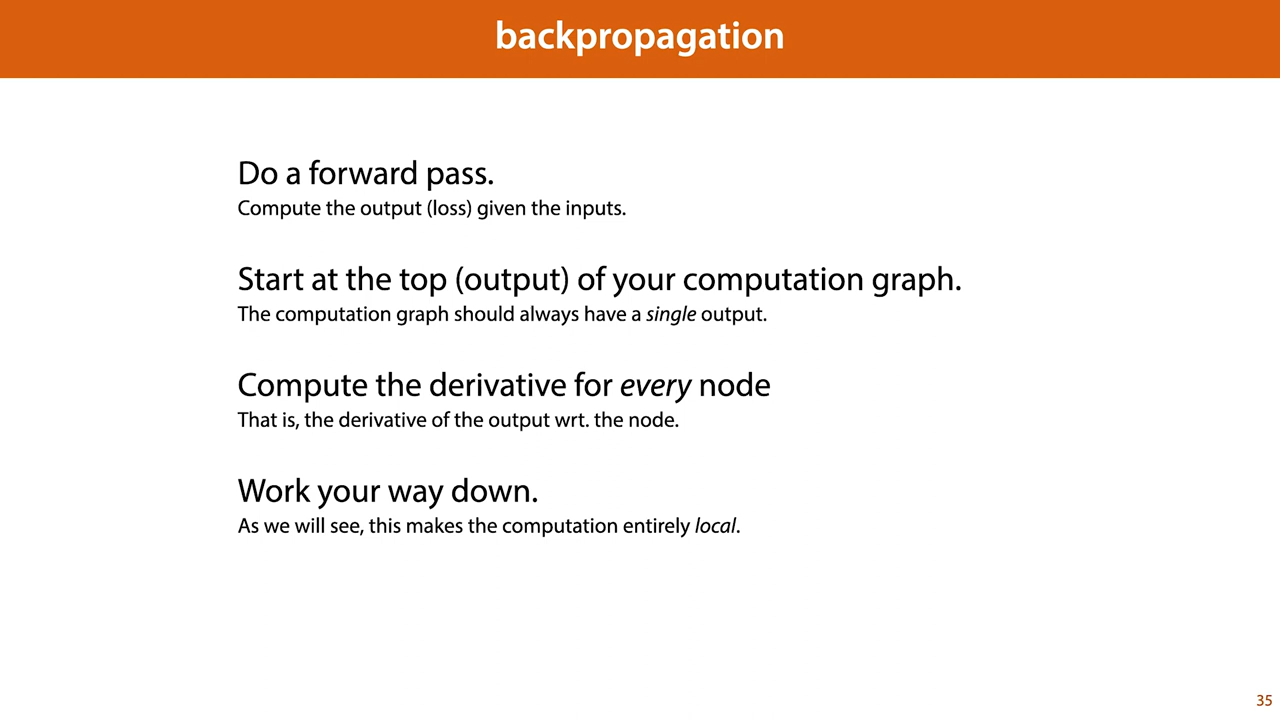 backpropagation
Do a forward pass.
Compute the output (loss) given the inputs.
Start at the top (output) of your computation graph.
The computation graph should always have a single output.
Compute the derivative for every node
That is, the derivative of the output wrt. the node.
Work your way down.
As we will see, this makes the computation entirely local.
35